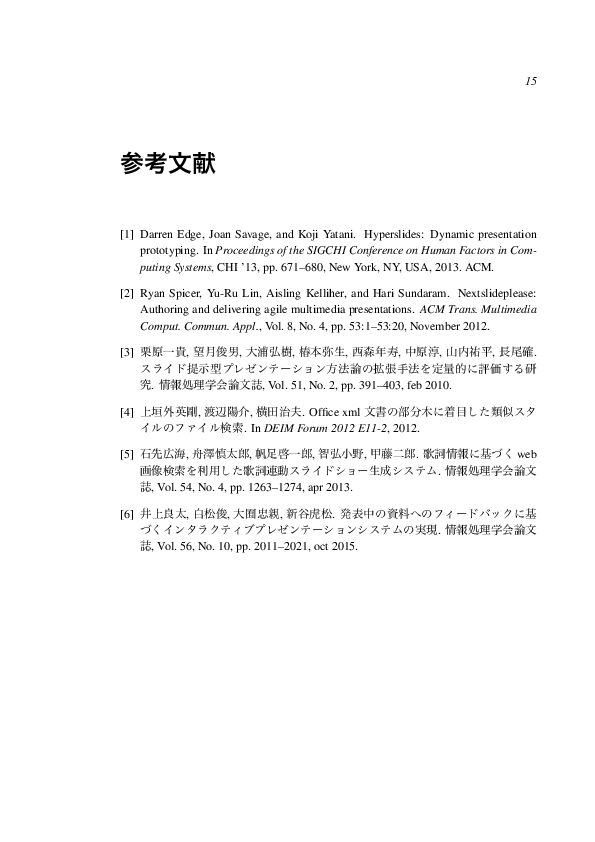 15
参考文献
[1] Darren Edge, Joan Savage, and Koji Yatani. Hyperslides: Dynamic presentation
prototyping. In Proceedings of the SIGCHI Conference on Human Factors in Com-
puting Systems, CHI ’13, pp. 671–680, New York, NY, USA, 2013. ACM.
[2] Ryan Spicer, Yu-Ru Lin, Aisling Kelliher, and Hari Sundaram. Nextslideplease:
Authoring and delivering agile multimedia presentations. ACM Trans. Multimedia
Comput. Commun. Appl., Vol. 8, No. 4, pp. 53:1–53:20, November 2012.
[3] 栗原一貴, 望月俊男, 大浦弘樹, 椿本弥生, 西森年寿, 中原淳, 山内祐平, 長尾確.
スライド提示型プレゼンテーション方法論の拡張手法を定量的に評価する研
究. 情報処理学会論文誌, Vol. 51, No. 2, pp. 391–403, feb 2010.
[4] 上垣外英剛, 渡辺陽介, 横田治夫. Office xml 文書の部分木に着目した類似スタ
イルのファイル検索. In DEIM Forum 2012 E11-2, 2012.
[5] 石先広海, 舟澤慎太郎, 帆足啓一郎, 智弘小野, 甲藤二郎. 歌詞情報に基づく web
画像検索を利用した歌詞連動スライドショー生成システム. 情報処理学会論文
誌, Vol. 54, No. 4, pp. 1263–1274, apr 2013.
[6] 井上良太, 白松俊, 大囿忠親, 新谷虎松. 発表中の資料へのフィードバックに基
づくインタラクティブプレゼンテーションシステムの実現. 情報処理学会論文
誌, Vol. 56, No. 10, pp. 2011–2021, oct 2015.